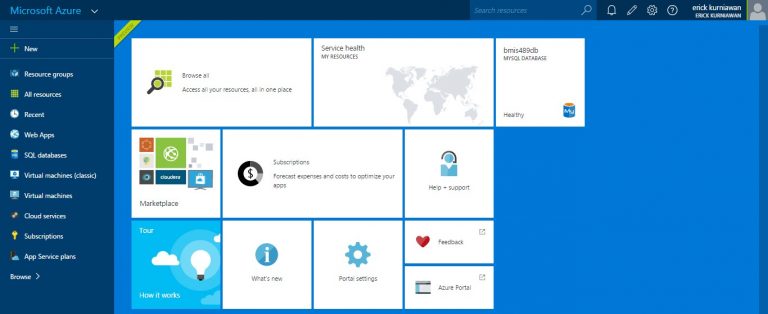 Microsoft Azure
Search resources
erick kurniawan
ERICK KURNIAWAN
New
Resource groups
All resources
Recent
Web Apps
SQL databases
Virtual machines (classic)
Virtual machines
Cloud services
Subscriptions
App Service plans
Browse
Browse all
Access all your resources, all in one place
Service health
MY RESOURCES
bmis489db
MYSQL DATABASE
Healthy
My
cloudera
Marketplace
Subscriptions
Forecast expenses and costs to optimize your
apps
Help + support
Tour
How it works
What's new
Portal settings
Feedback
Azure Portal